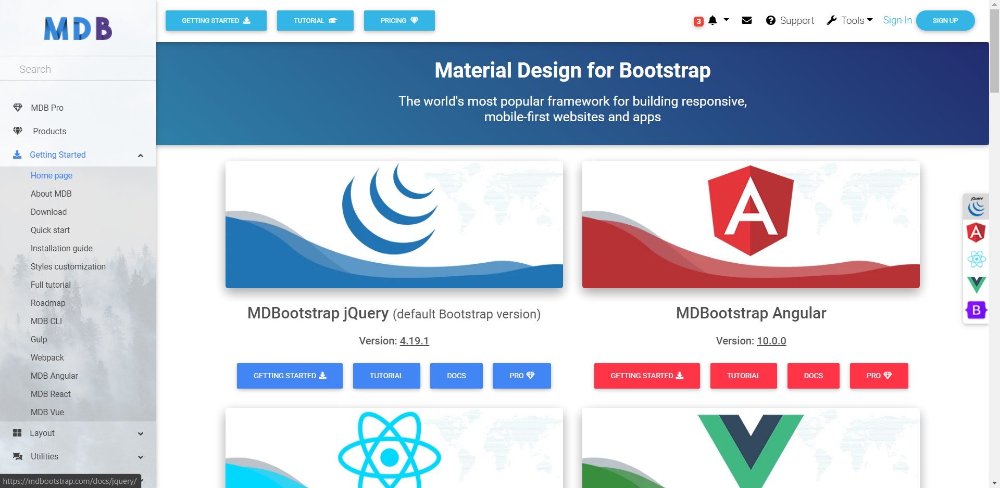 MDB
GETTING STARTED
TUTORIAL
PRICING
3
Support
Tools
Sign In
SIGN UP
Search
MDB Pro
Products
Getting Started
Home page
About MDB
Download
Quick start
Installation guide
Styles customization
Full tutorial
Roadmap
MDB CLI
Gulp
Webpack
MDB Angular
MDB React
MDB Vue
Layout
Utilities
https://mdbootstrap.com/docs/jquery/
Material Design for Bootstrap
The world's most popular framework for building responsive,
mobile-first websites and apps
A
MDBootstrap jQuery (default Bootstrap version)
Version: 4.19.1
GETTING STARTED
TUTORIAL
DOCS
PRO
MDBootstrap Angular
Version: 10.0.0
GETTING STARTED
TUTORIAL
DOCS
PRO
jQuery
A
B